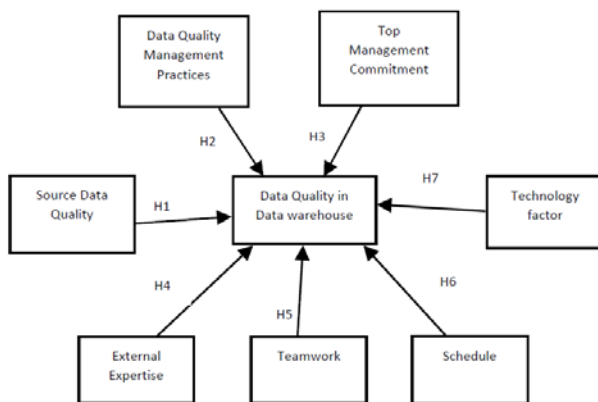 Data Quality
Management
Practices
Top
Management
Commitment
H2
H3
Source Data
Quality
H1
Data Quality in
Data warehouse
H7
Technology
factor
H4
H5
H6
External
Expertise
Teamwork
Schedule